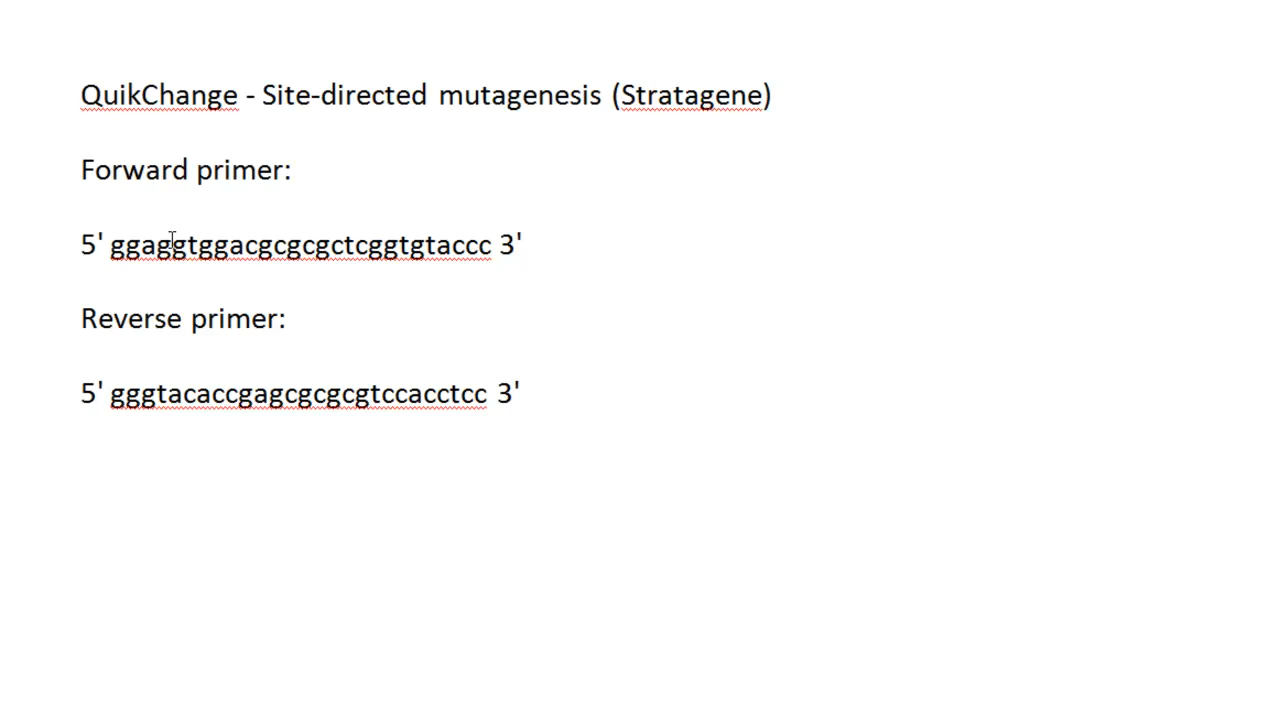 QuikChange - Site-directed mutagenesis (Stratagene)
Forward primer:
5' ggaggtggacgcgcgctcggtgtaccc 3'
Reverse primer:
5' gggtacaccgagcgcgcgtccacctcc 3'